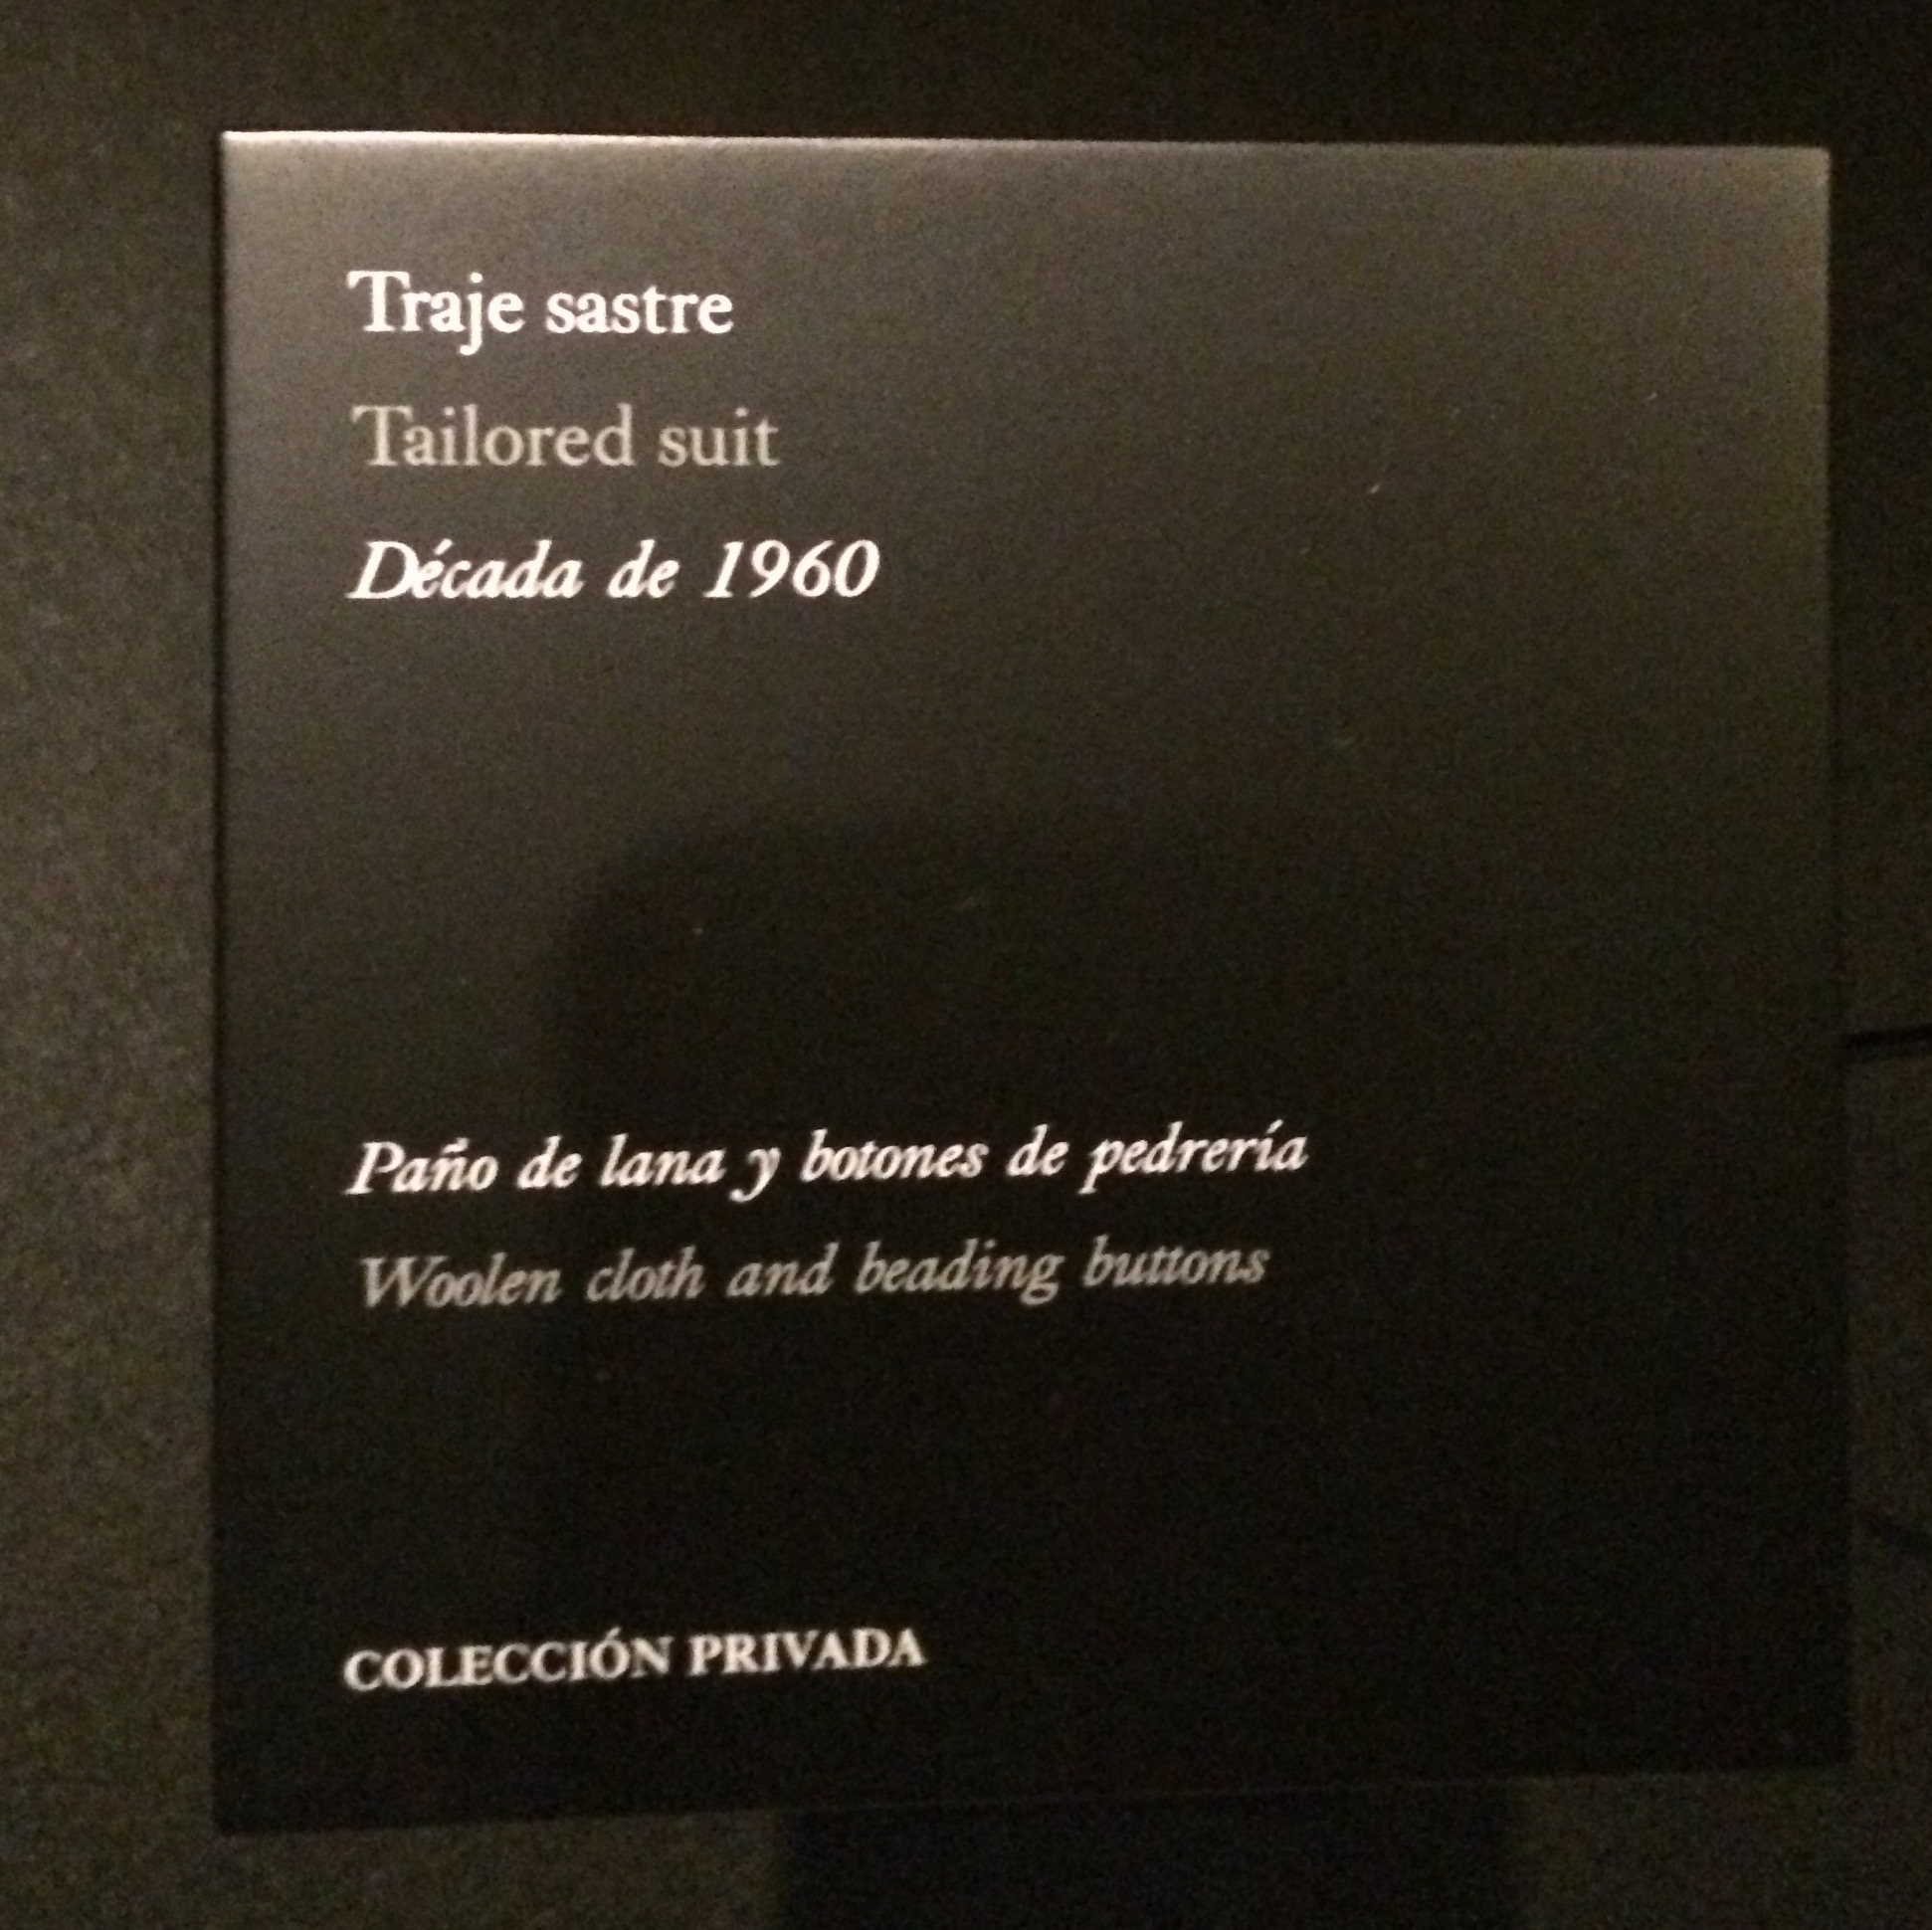 Traje sastre
Tailored suit
Década de 1960
Paño de lana y botones de pedrería
Woolen cloth and beading buttons
COLECCIÓN PRIVADA